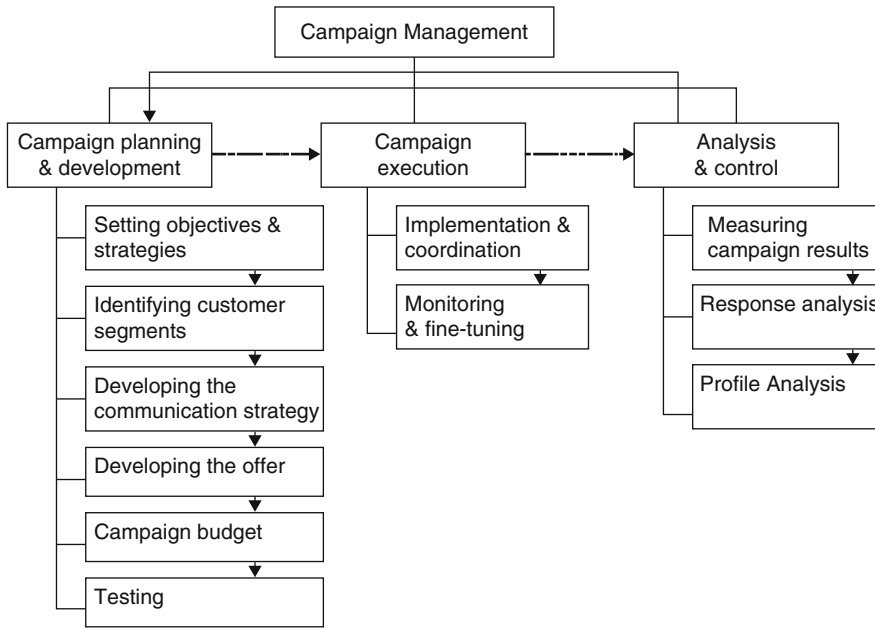 Campaign Management
Campaign planning
& development
Campaign
execution
Analysis
& control
Setting objectives &
strategies
Identifying customer
segments
Developing the
communication strategy
Developing the offer
Campaign budget
Testing
Implementation &
coordination
Monitoring
& fine-tuning
Measuring
campaign results
Response analysis
Profile Analysis